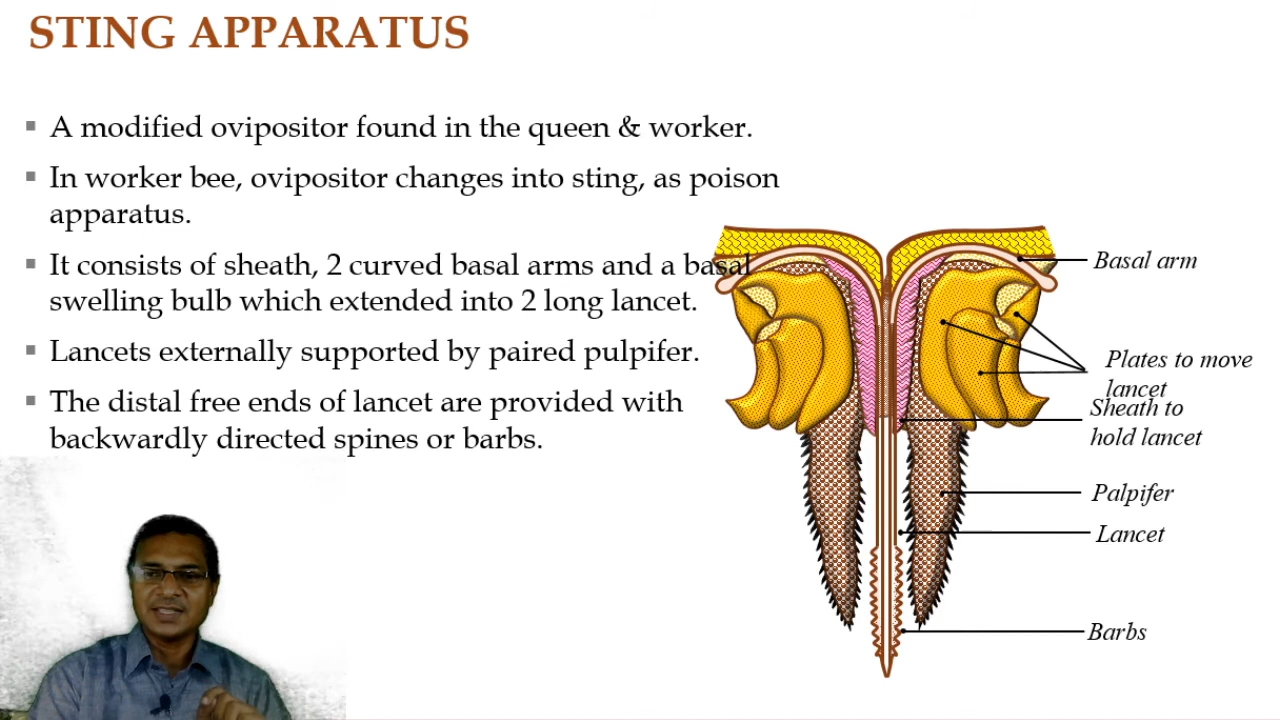 STING APPARATUS
▪ A modified ovipositor found in the queen & worker.
▪ In worker bee, ovipositor changes into sting, as poison
apparatus.
▪ It consists of sheath, 2 curved basal arms and a basal
swelling bulb which extended into 2 long lancet.
▪ Lancets externally supported by paired pulpifer.
▪ The distal free ends of lancet are provided with
backwardly directed spines or barbs.
Basal arm
Plates to move
lancet
Sheath to
hold lancet
Palpifer
Lancet
Barbs